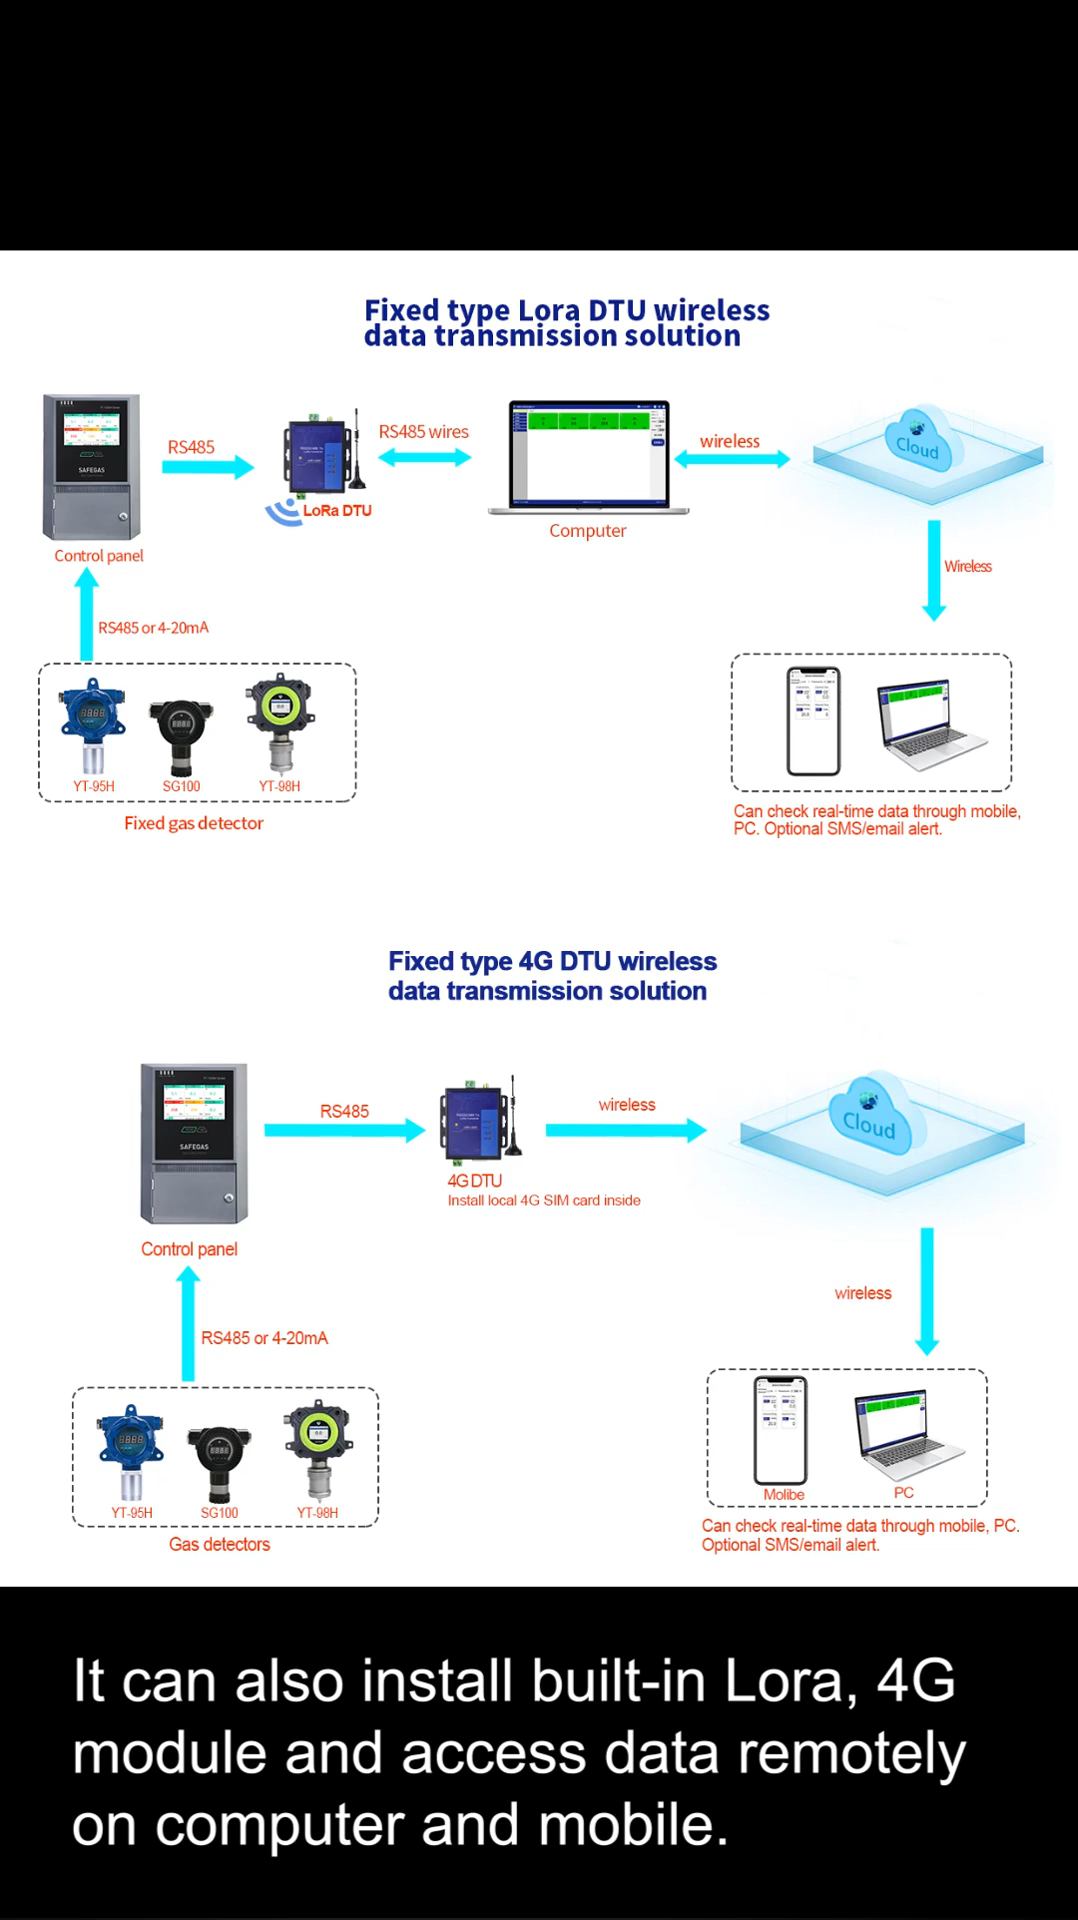 Fixed type Lora DTU wireless
data transmission solution
SAFEGAS
RS485
RS485 wires
wireless
Cloud
LoRa DTU
Computer
Control panel
Wireless
RS485 or 4-20mA
YT-95H
SG100
YT-98H
Fixed gas detector
Can check real-time data through mobile,
PC. Optional SMS/email alert.
Fixed type 4G DTU wireless
data transmission solution
SAFEGAS
RS485
wireless
Cloud
4G DTU
Install local 4G SIM card inside
Control panel
wireless
RS485 or 4-20mA
YT-95H
SG100
YT-98H
Molibe
PC
Gas detectors
Can check real-time data through mobile, PC.
Optional SMS/email alert.
It can also install built-in Lora, 4G
module and access data remotely
on computer and mobile.